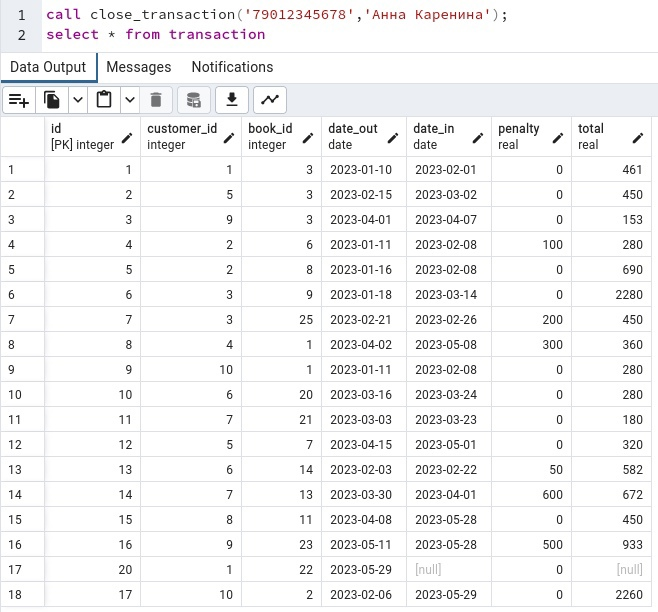 1 call close_transaction('79012345678','Анна Каренина');
2 select * from transaction
Data Output Messages Notifications
id customer_id book_id date_out date_in penalty total
[PK] integer integer integer date date real real
1 1 1 3 2023-01-10 2023-02-01 0 461
2 2 5 3 2023-02-15 2023-03-02 0 450
3 3 9 3 2023-04-01 2023-04-07 0 153
4 4 2 6 2023-01-11 2023-02-08 100 280
5 5 2 8 2023-01-16 2023-02-08 0 690
6 6 3 9 2023-01-18 2023-03-14 0 2280
7 7 3 25 2023-02-21 2023-02-26 200 450
8 8 4 1 2023-04-02 2023-05-08 300 360
9 9 10 1 2023-01-11 2023-02-08 0 280
10 10 6 20 2023-03-16 2023-03-24 0 280
11 11 7 21 2023-03-03 2023-03-23 0 180
12 12 5 7 2023-04-15 2023-05-01 0 320
13 13 6 14 2023-02-03 2023-02-22 50 582
14 14 7 13 2023-03-30 2023-04-01 600 672
15 15 8 11 2023-04-08 2023-05-28 0 450
16 16 9 23 2023-05-11 2023-05-28 500 933
17 20 1 22 2023-05-29 [null] 0 [null]
18 17 10 2 2023-02-06 2023-05-29 0 2260